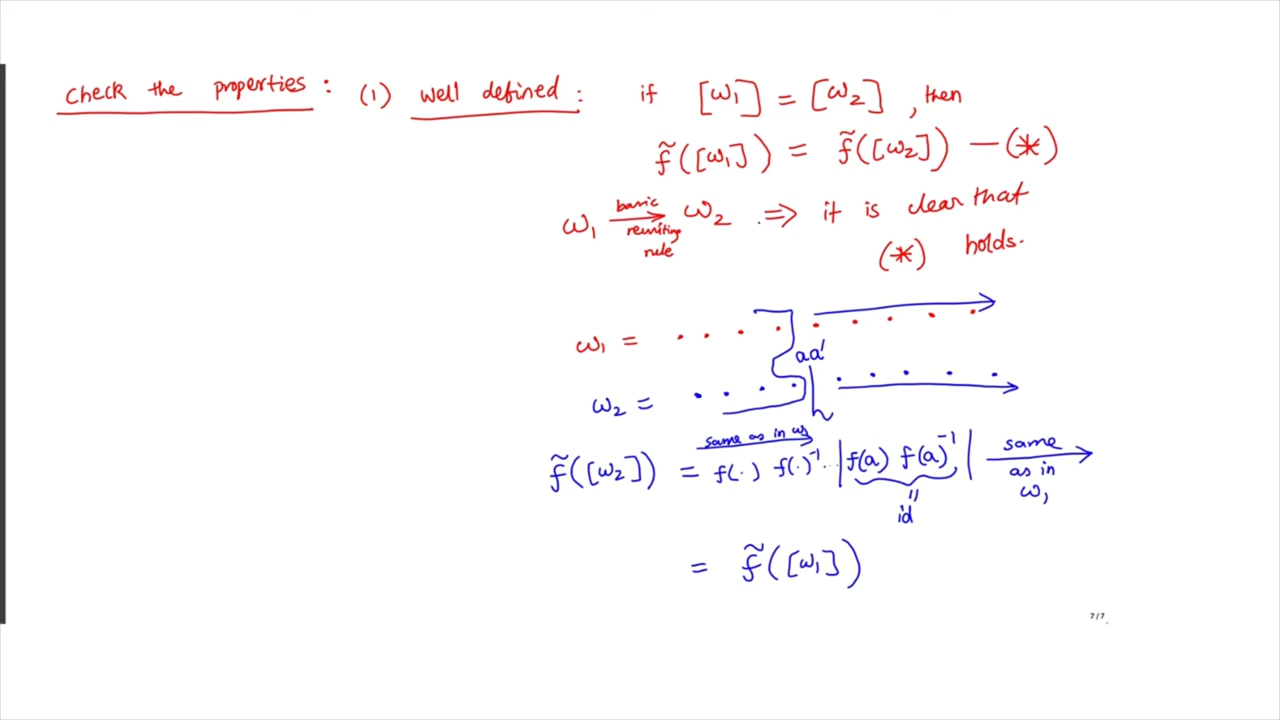 Check the properties : (1) Well defined : if [ω₁] = [ω₂] , then
f̃([ω₁]) = f̃([ω₂]) — (*)
ω₁ —basic rewriting rule→ ω₂ ⇒ it is clear that
(*) holds.
ω₁ = . . . . . . . . .
aa'
ω₂ = . . . . . . . . .
same as in ω₁ same
f̃([ω₂]) = f(·) f(·)⁻¹ ... | f(a) f(a)⁻¹ | as in
id ω₁
= f̃([ω₁])
7/7